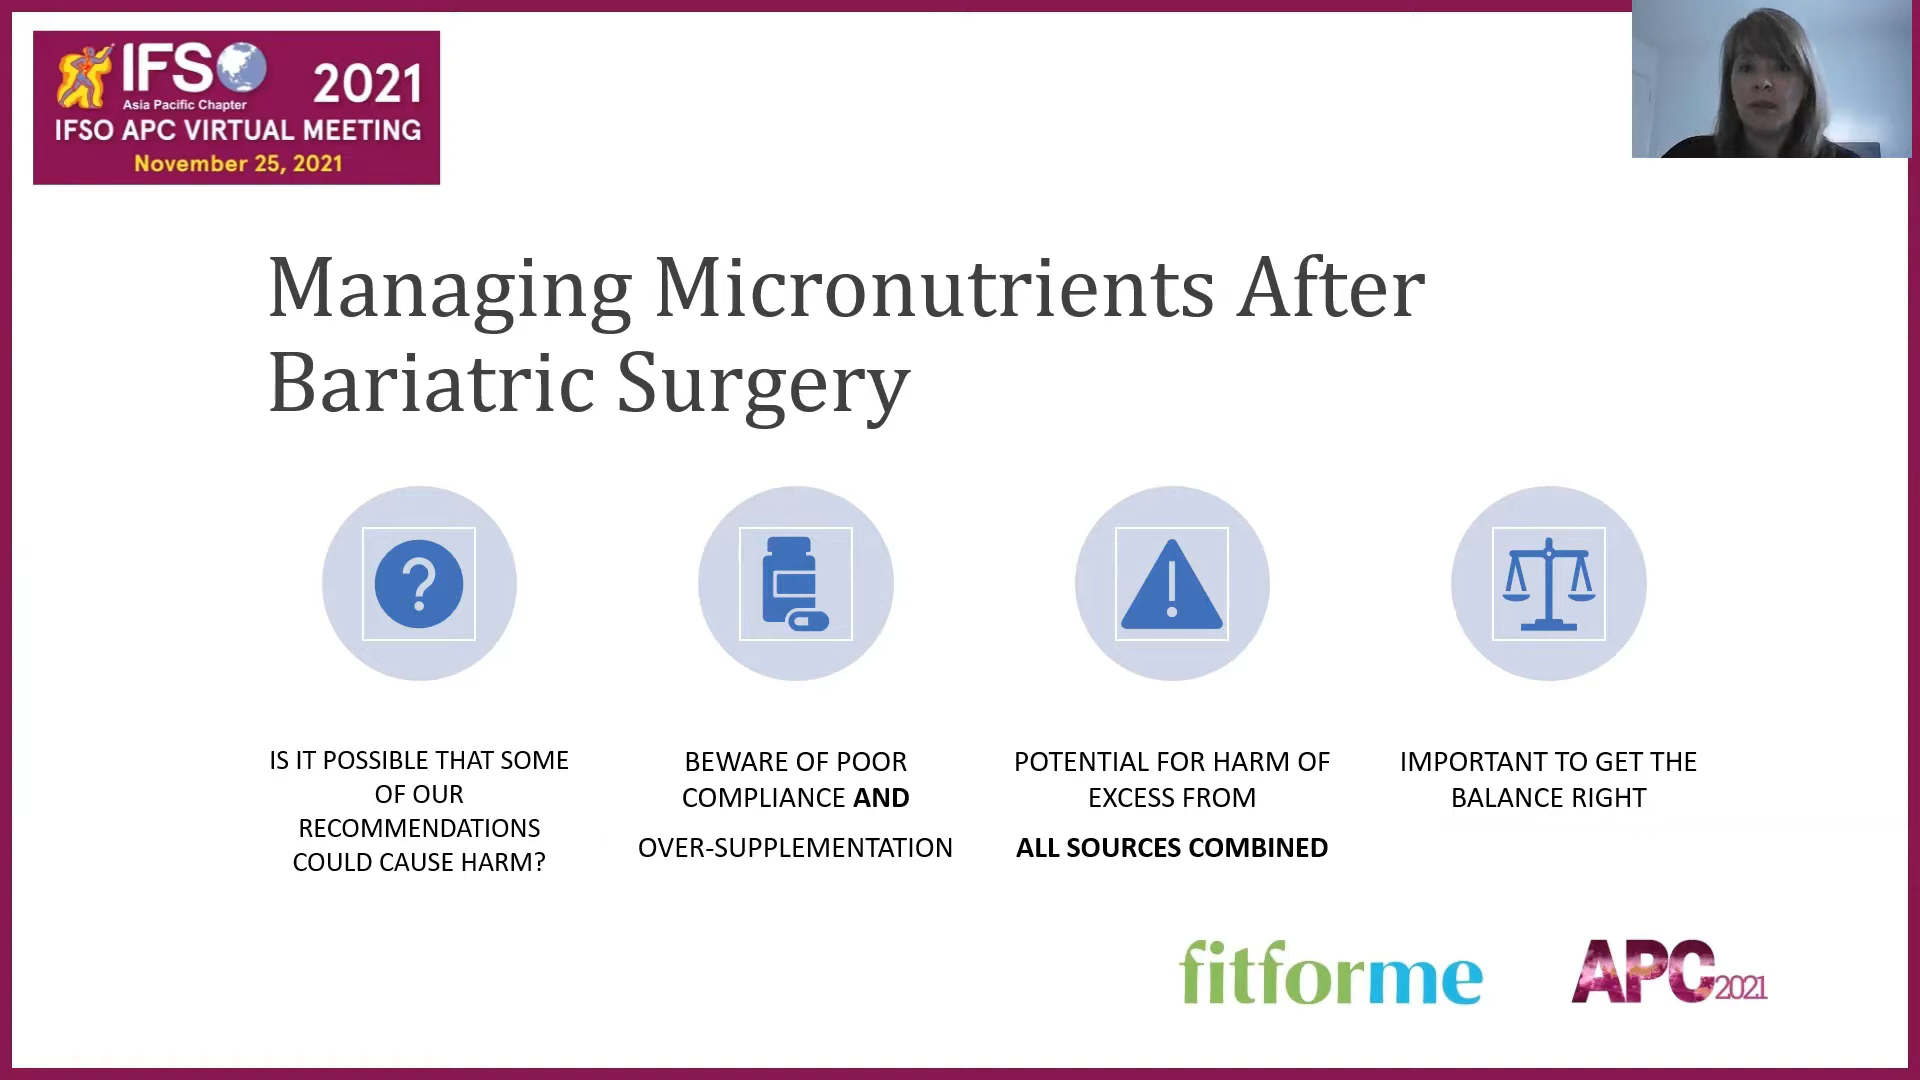 IFSO
Asia Pacific Chapter
2021
IFSO APC VIRTUAL MEETING
November 25, 2021
Managing Micronutrients After
Bariatric Surgery
?
!
IS IT POSSIBLE THAT SOME
OF OUR
RECOMMENDATIONS
COULD CAUSE HARM?
BEWARE OF POOR
COMPLIANCE AND
OVER-SUPPLEMENTATION
POTENTIAL FOR HARM OF
EXCESS FROM
ALL SOURCES COMBINED
IMPORTANT TO GET THE
BALANCE RIGHT
fitforme
APC 2021